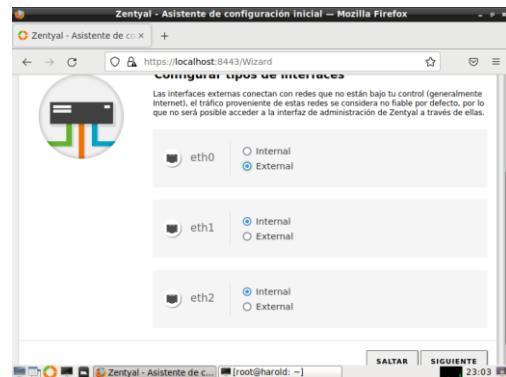 Zentyal - Asistente de configuración inicial — Mozilla Firefox
Zentyal - Asistente de co
https://localhost:8443/Wizard
Configurar tipos de interfaces
Las interfaces externas conectan con redes que no están bajo tu control (generalmente
Internet), el tráfico proveniente de estas redes se considera no fiable por defecto, por lo
que no será posible acceder a la interfaz de administración de Zentyal a través de ellas.
eth0
Internal
External
eth1
Internal
External
eth2
Internal
External
SALTAR
SIGUIENTE
Zentyal - Asistente de c...
[root@harold: ~]
23:03